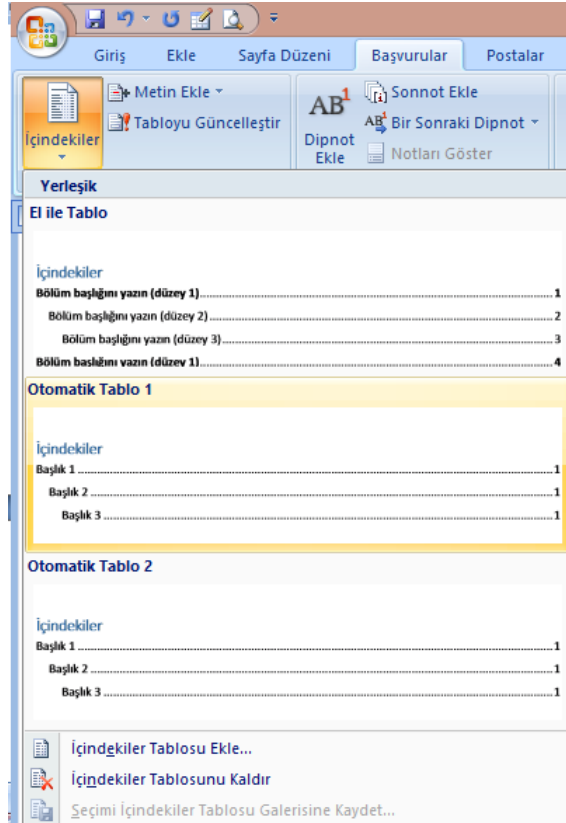 Giriş Ekle Sayfa Düzeni Başvurular Postalar
İçindekiler
Metin Ekle
Tabloyu Güncelleştir
AB1
Dipnot Ekle
Sonnot Ekle
AB1 Bir Sonraki Dipnot
Notları Göster
Yerleşik
El ile Tablo
İçindekiler
Bölüm başlığını yazın (düzey 1)...1
Bölüm başlığını yazın (düzey 2)...2
Bölüm başlığını yazın (düzey 3)...3
Bölüm başlığını yazın (düzey 1)...4
Otomatik Tablo 1
İçindekiler
Başlık 1...1
Başlık 2...1
Başlık 3...1
Otomatik Tablo 2
İçindekiler
Başlık 1...1
Başlık 2...1
Başlık 3...1
İçindekiler Tablosu Ekle...
İçindekiler Tablosunu Kaldır
Seçimi İçindekiler Tablosu Galerisine Kaydet...